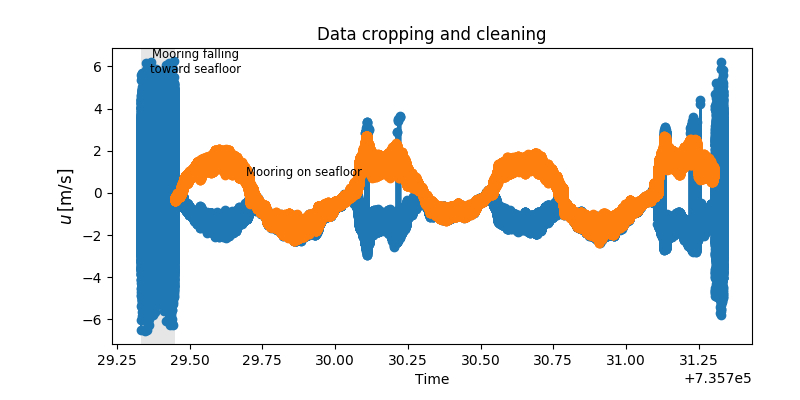 Data cropping and cleaning
Mooring falling
toward seafloor
Mooring on seafloor
u [m/s]
6
4
2
0
−2
−4
−6
29.25 29.50 29.75 30.00 30.25 30.50 30.75 31.00 31.25
Time
+7.357e5